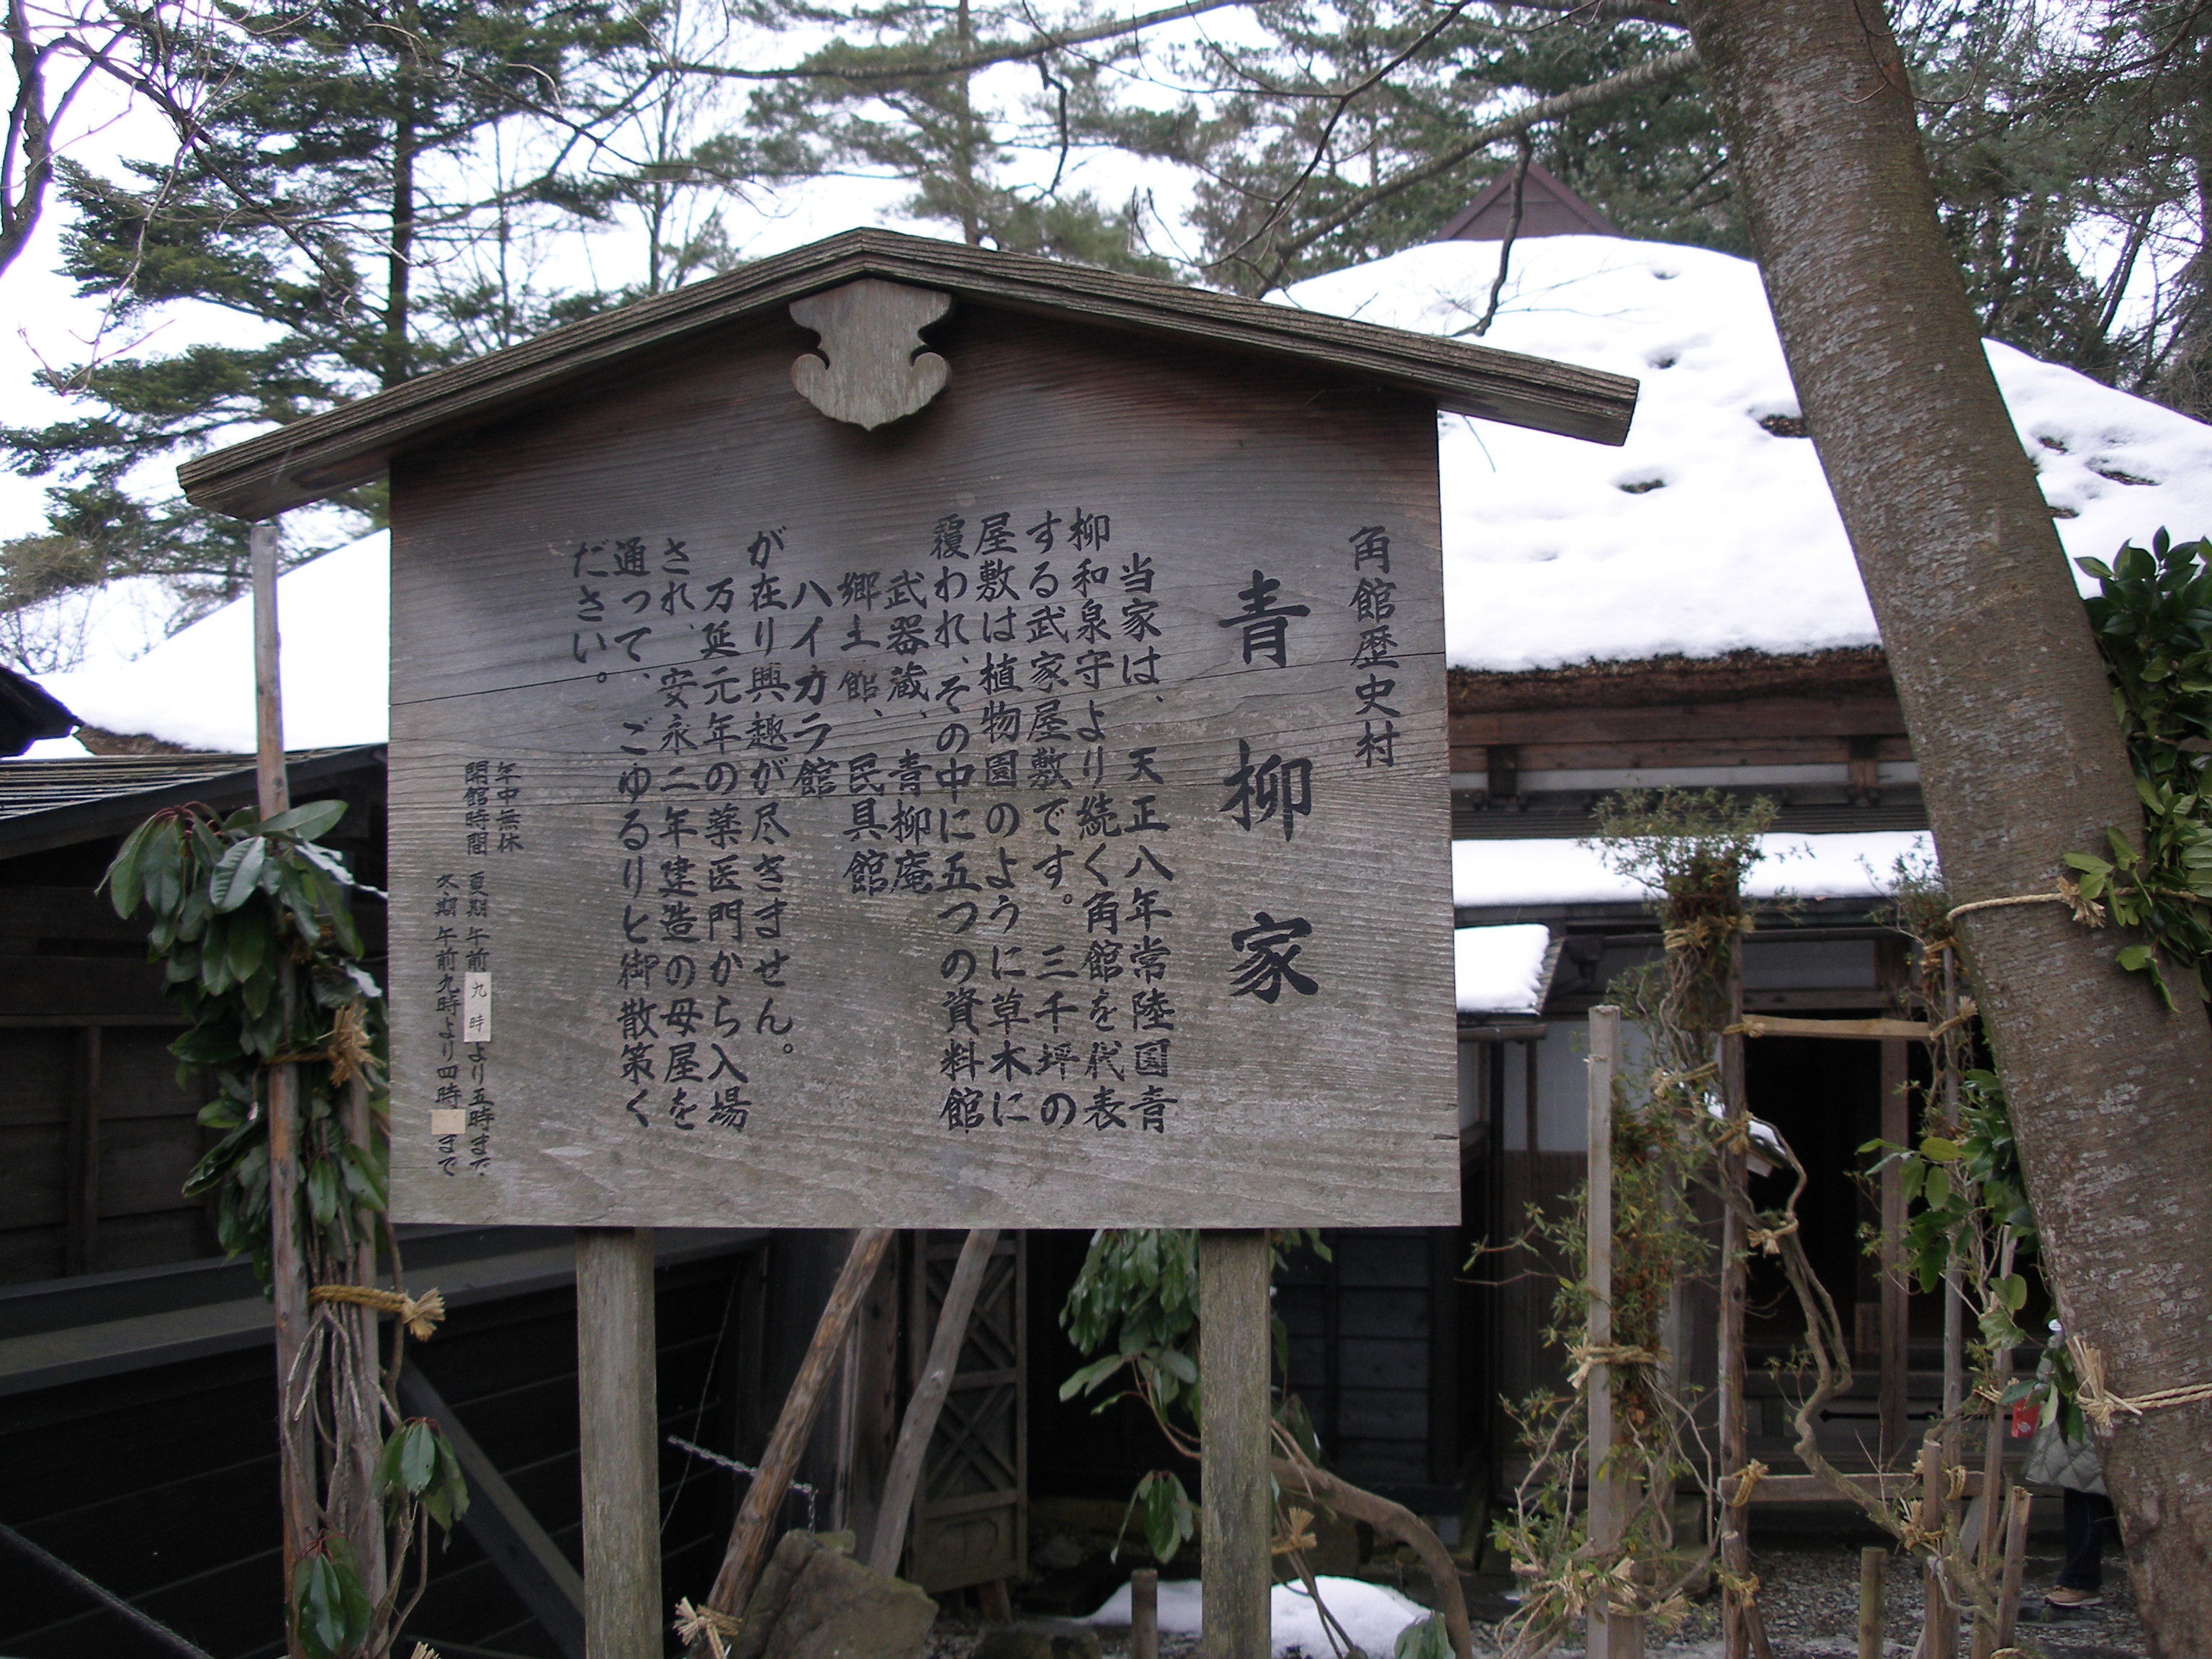 角館歴史村
青柳家
当家は、天正八年常陸国青
柳和泉守より続く角館を代表
する武家屋敷です。三千坪の
屋敷は植物園のように草木に
覆われ、その中に五つの資料館
武器蔵、青柳庵
郷土館、民具館
ハイカラ館
が在り興趣が尽きません。
万延元年の薬医門から入場
され、安永二年建造の母屋を
通って、ごゆるりと御散策く
ださい。
年中無休
開館時間 夏期 午前九時より五時まで
冬期 午前九時より四時まで